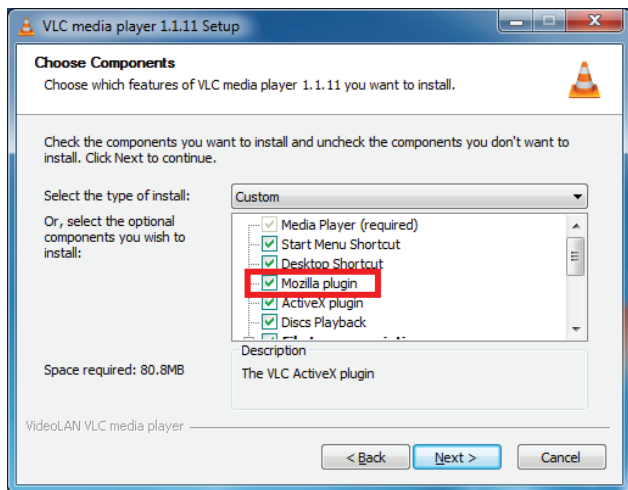 VLC media player 1.1.11 Setup
Choose Components
Choose which features of VLC media player 1.1.11 you want to install.
Check the components you want to install and uncheck the components you don't want to
install. Click Next to continue.
Select the type of install:
Custom
Or, select the optional
components you wish to
install:
Media Player (required)
Start Menu Shortcut
Desktop Shortcut
Mozilla plugin
ActiveX plugin
Discs Playback
Space required: 80.8MB
Description
The VLC ActiveX plugin
VideoLAN VLC media player
< Back
Next >
Cancel